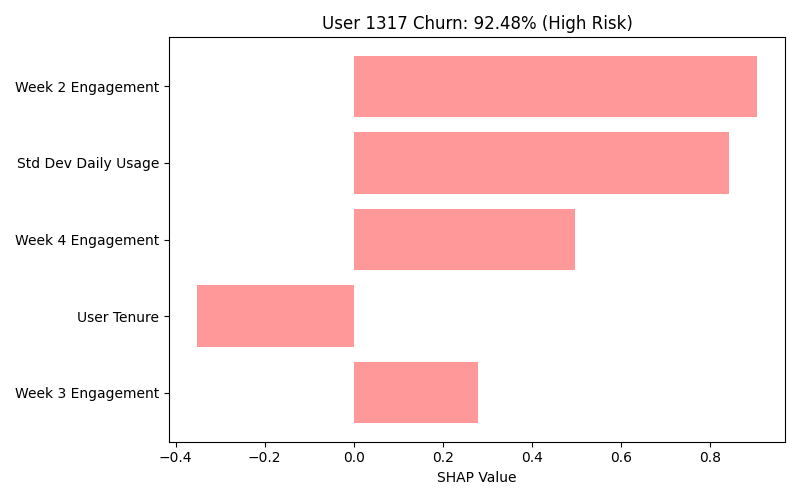 User 1317 Churn: 92.48% (High Risk)
Week 2 Engagement
Std Dev Daily Usage
Week 4 Engagement
User Tenure
Week 3 Engagement
−0.4 −0.2 0.0 0.2 0.4 0.6 0.8
SHAP Value